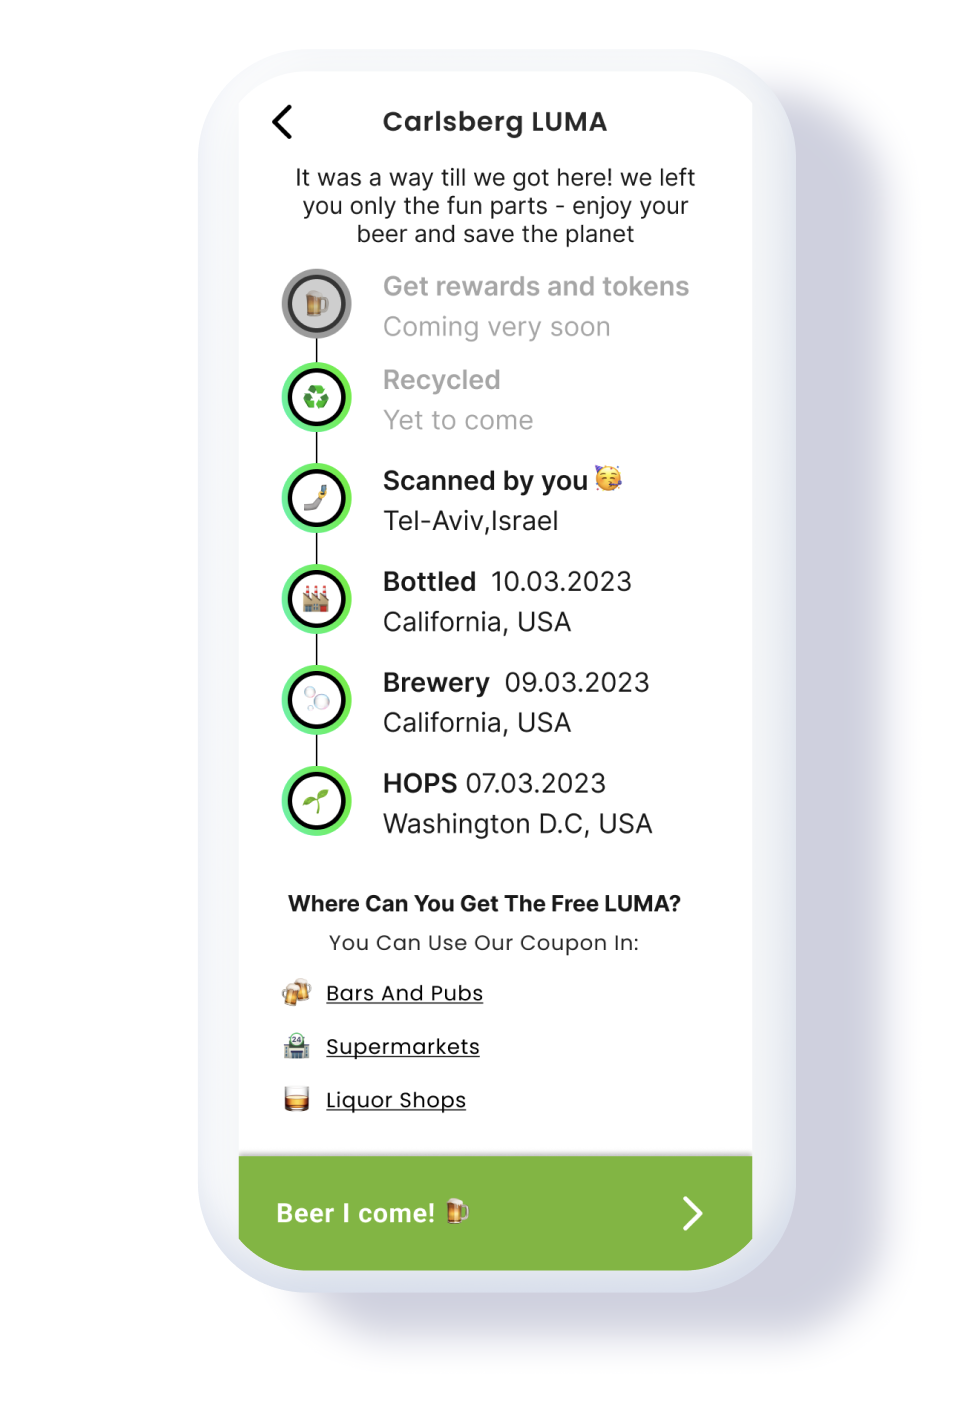 Carlsberg LUMA
It was a way till we got here! we left
you only the fun parts - enjoy your
beer and save the planet
Get rewards and tokens
Coming very soon
Recycled
Yet to come
Scanned by you
Tel-Aviv,Israel
Bottled 10.03.2023
California, USA
Brewery 09.03.2023
California, USA
HOPS 07.03.2023
Washington D.C, USA
Where Can You Get The Free LUMA?
You Can Use Our Coupon In:
Bars And Pubs
24
Supermarkets
Liquor Shops
Beer I come!